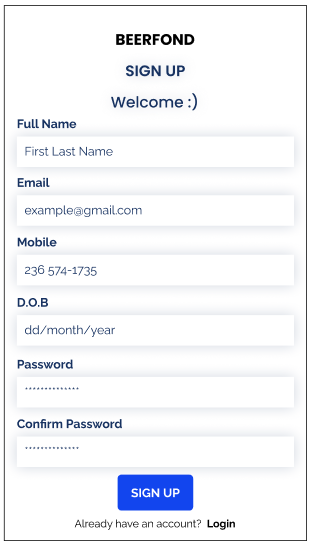 BEERFOND
SIGN UP
Welcome :)
Full Name
First Last Name
Email
example@gmail.com
Mobile
236 574-1735
D.O.B
dd/month/year
Password
**************
Confirm Password
**************
SIGN UP
Already have an account? Login